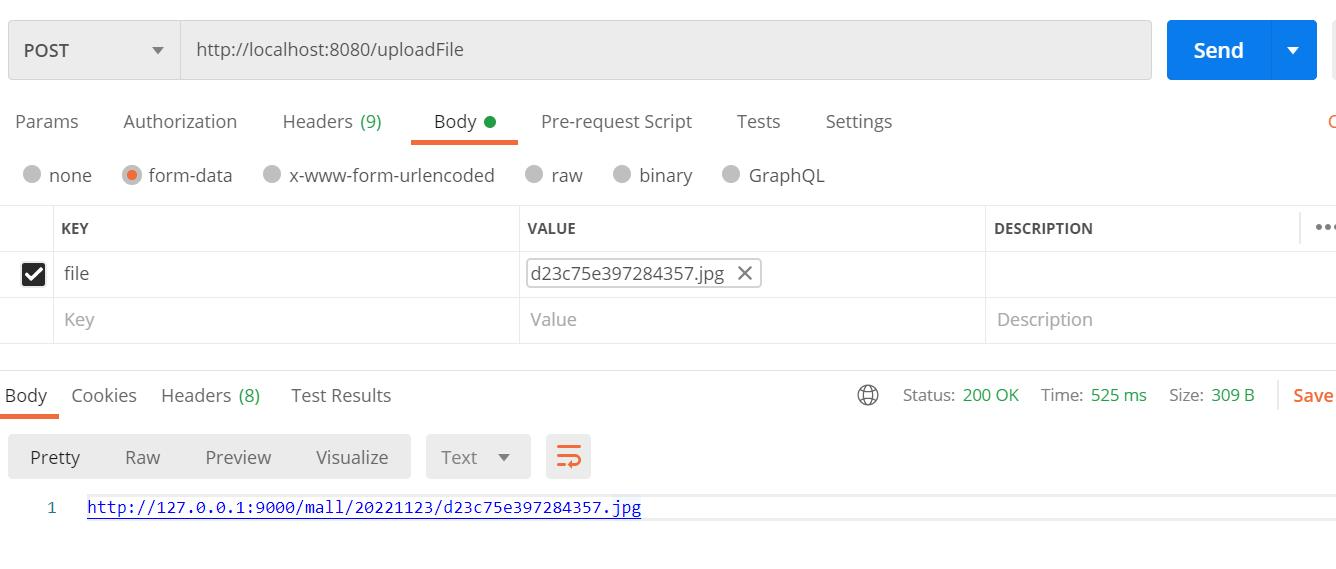 POST http://localhost:8080/uploadFile Send
Params Authorization Headers (9) Body Pre-request Script Tests Settings
none form-data x-www-form-urlencoded raw binary GraphQL
KEY VALUE DESCRIPTION
file d23c75e397284357.jpg
Key Value Description
Body Cookies Headers (8) Test Results Status: 200 OK Time: 525 ms Size: 309 B Save
Pretty Raw Preview Visualize Text
1 http://127.0.0.1:9000/mall/20221123/d23c75e397284357.jpg